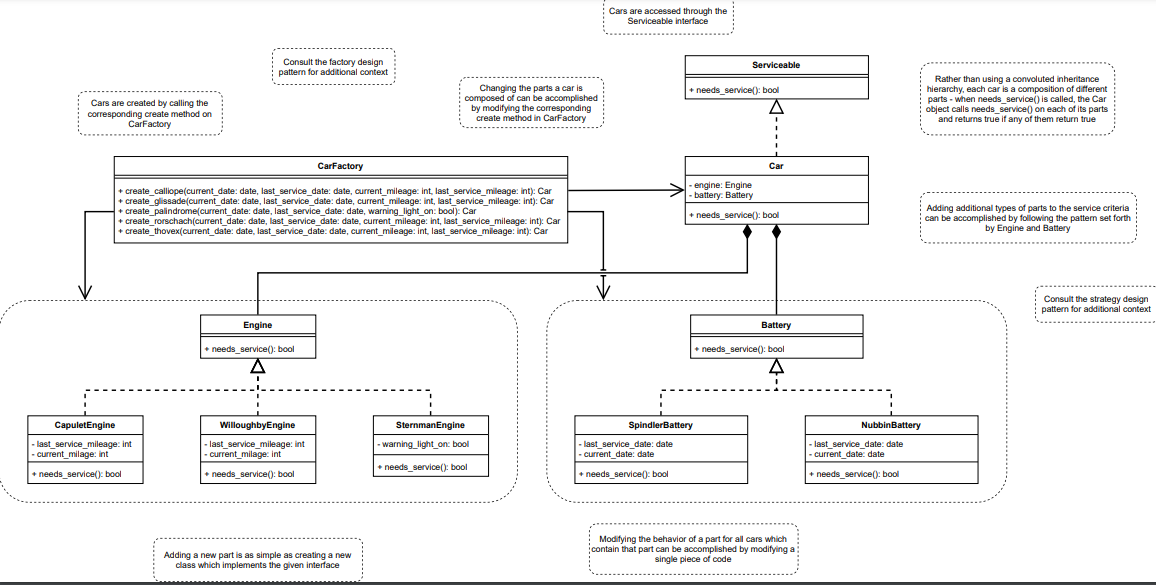 Cars are accessed through the
Serviceable interface
Consult the factory design
pattern for additional context
Serviceable
+ needs_service(): bool
Rather than using a convoluted inheritance
hierarchy, each car is a composition of different
parts - when needs_service() is called, the Car
object calls needs_service() on each of its parts
and returns true if any of them return true
Changing the parts a car is
composed of can be accomplished
by modifying the corresponding
create method in CarFactory
Cars are created by calling the
corresponding create method on
CarFactory
CarFactory
+ create_calliope(current_date: date, last_service_date: date, current_mileage: int, last_service_mileage: int): Car
+ create_glissade(current_date: date, last_service_date: date, current_mileage: int, last_service_mileage: int): Car
+ create_palindrome(current_date: date, last_service_date: date, warning_light_on: bool): Car
+ create_rorschach(current_date: date, last_service_date: date, current_mileage: int, last_service_mileage: int): Car
+ create_thovex(current_date: date, last_service_date: date, current_mileage: int, last_service_mileage: int): Car
Car
- engine: Engine
- battery: Battery
+ needs_service(): bool
Adding additional types of parts to the service criteria
can be accomplished by following the pattern set forth
by Engine and Battery
Consult the strategy design
pattern for additional context
Engine
+ needs_service(): bool
Battery
+ needs_service(): bool
CapuletEngine
- last_service_mileage: int
- current_milage: int
+ needs_service(): bool
WilloughbyEngine
- last_service_mileage: int
- current_milage: int
+ needs_service(): bool
SternmanEngine
- warning_light_on: bool
+ needs_service(): bool
SpindlerBattery
- last_service_date: date
- current_date: date
+ needs_service(): bool
NubbinBattery
- last_service_date: date
- current_date: date
+ needs_service(): bool
Adding a new part is as simple as creating a new
class which implements the given interface
Modifying the behavior of a part for all cars which
contain that part can be accomplished by modifying a
single piece of code